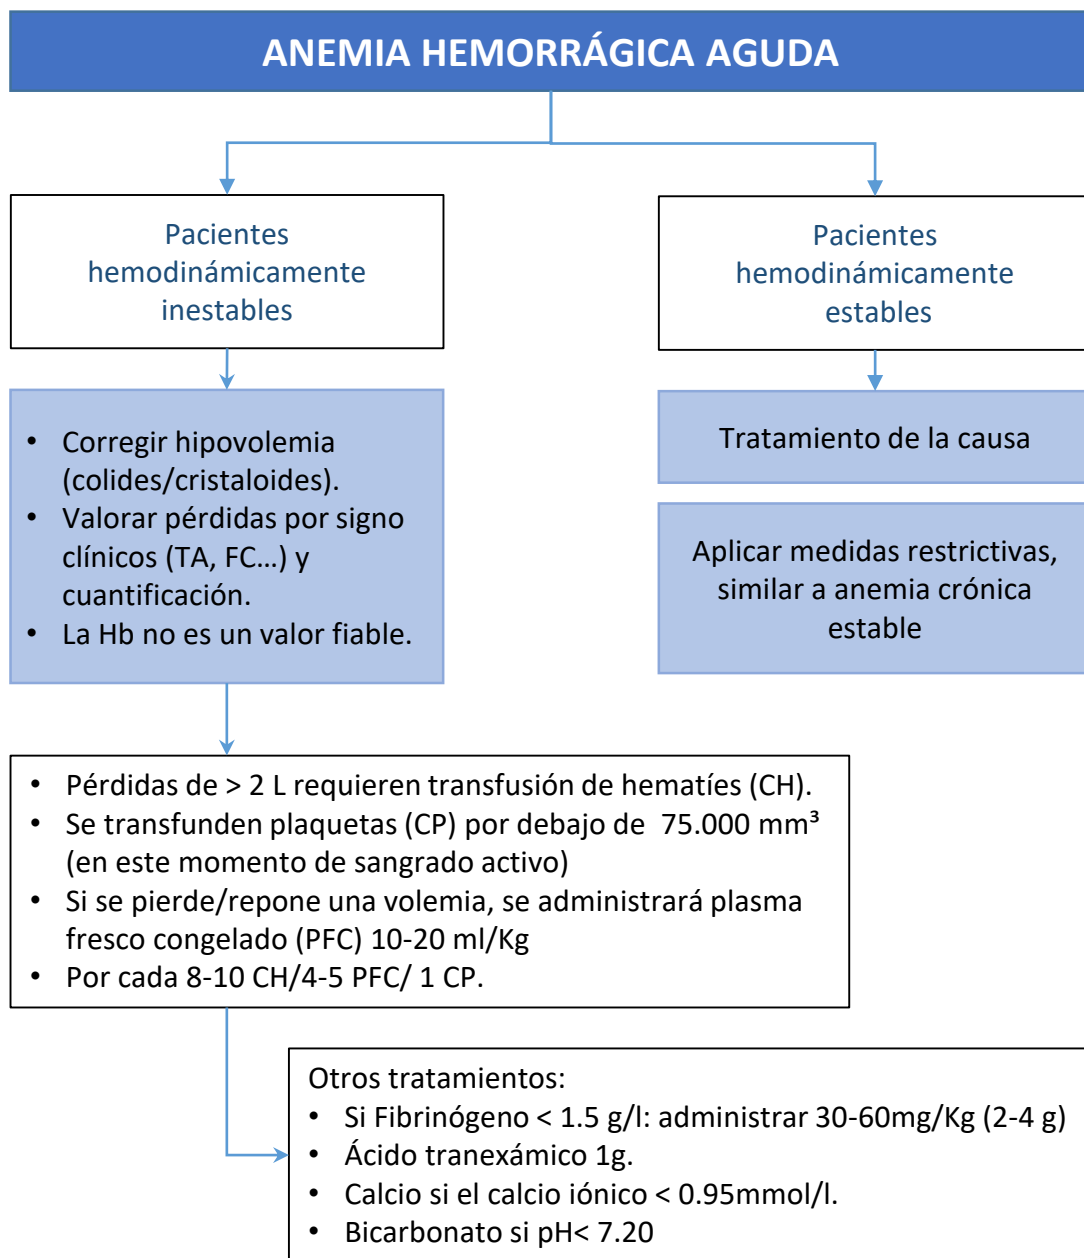 ANEMIA HEMORRÁGICA AGUDA
Pacientes
hemodinámicamente
inestables
Pacientes
hemodinámicamente
estables
• Corregir hipovolemia
(colides/cristaloides).
• Valorar pérdidas por signo
clínicos (TA, FC…) y
cuantificación.
• La Hb no es un valor fiable.
Tratamiento de la causa
Aplicar medidas restrictivas,
similar a anemia crónica
estable
• Pérdidas de > 2 L requieren transfusión de hematíes (CH).
• Se transfunden plaquetas (CP) por debajo de 75.000 mm³
(en este momento de sangrado activo)
• Si se pierde/repone una volemia, se administrará plasma
fresco congelado (PFC) 10-20 ml/Kg
• Por cada 8-10 CH/4-5 PFC/ 1 CP.
Otros tratamientos:
• Si Fibrinógeno < 1.5 g/l: administrar 30-60mg/Kg (2-4 g)
• Ácido tranexámico 1g.
• Calcio si el calcio iónico < 0.95mmol/l.
• Bicarbonato si pH< 7.20